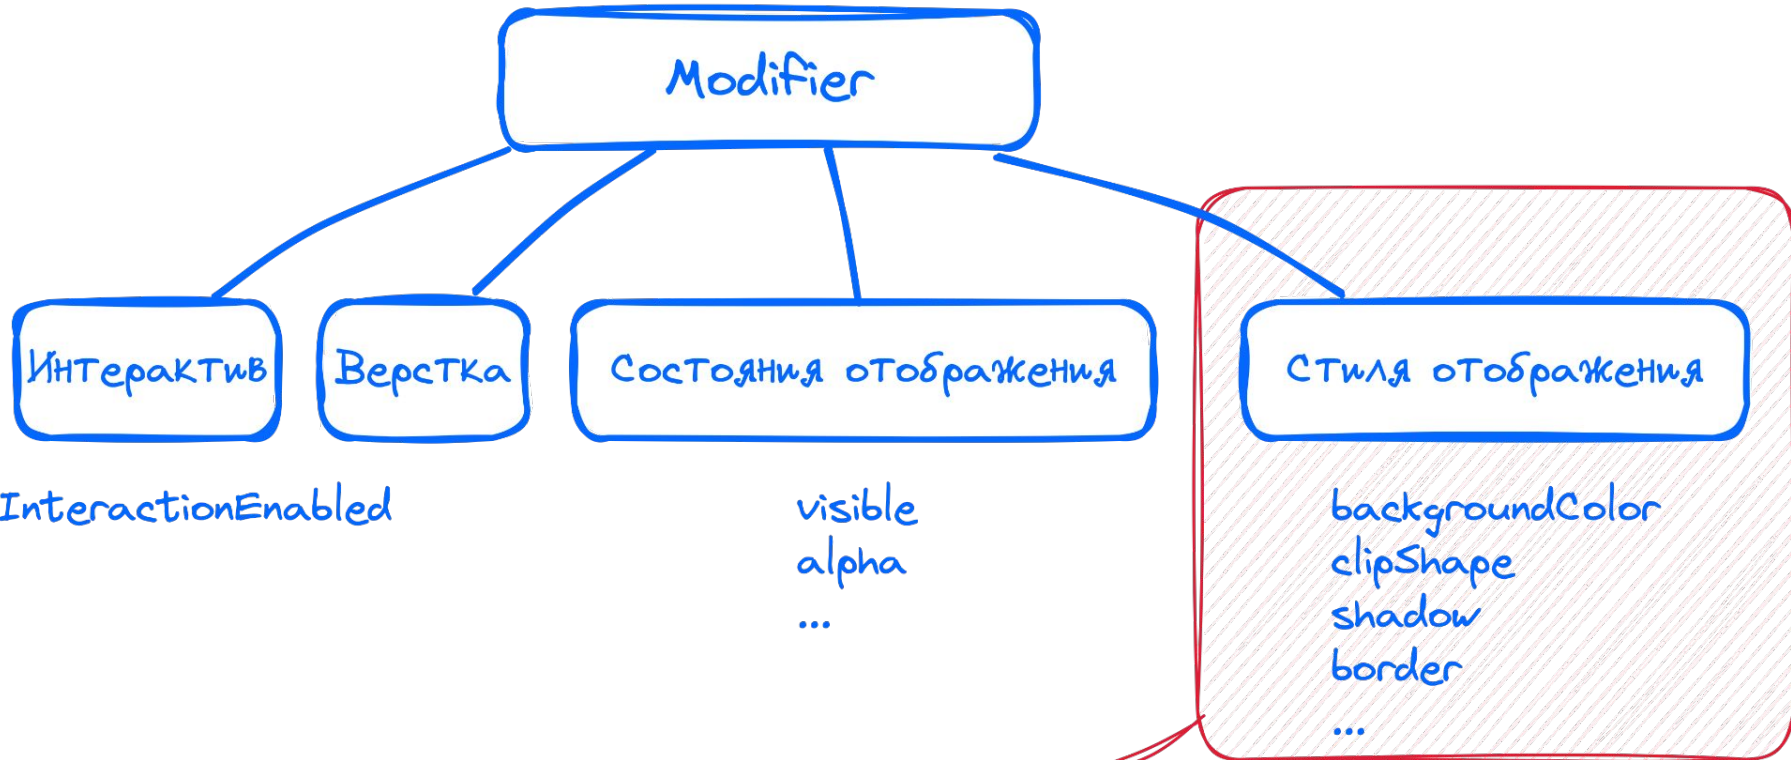 Modifier
Интерактив
Верстка
Состояния отображения
Стиля отображения
InteractionEnabled
visible
alpha
...
backgroundColor
clipShape
shadow
border
...